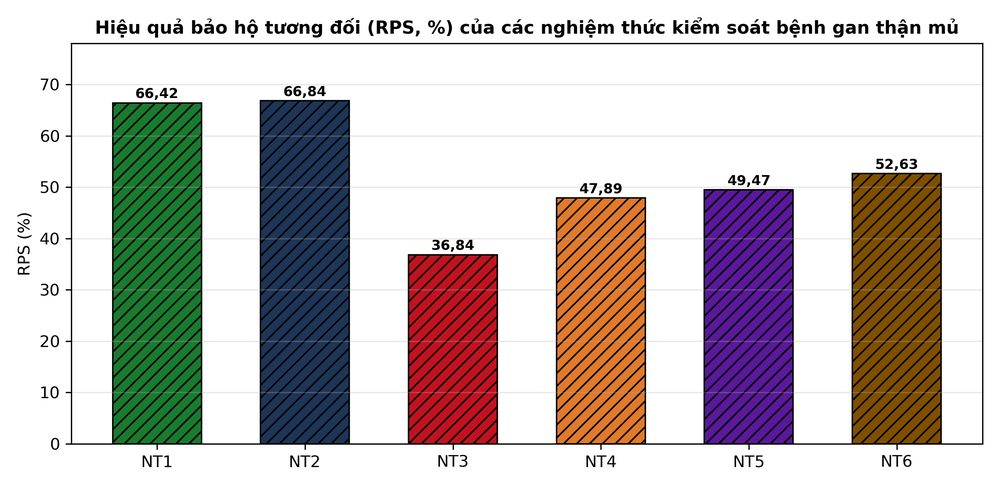 Hiệu quả bảo hộ tương đối (RPS, %) của các nghiệm thức kiểm soát bệnh gan thận mủ
RPS (%)
70
60
50
40
30
20
10
0
66,42
66,84
36,84
47,89
49,47
52,63
NT1
NT2
NT3
NT4
NT5
NT6